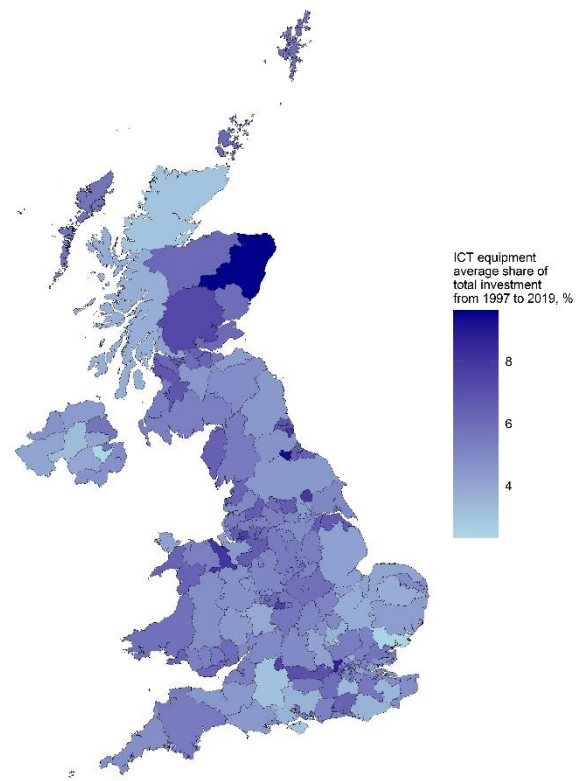 ICT equipment
average share of
total investment
from 1997 to 2019, %
8
6
4